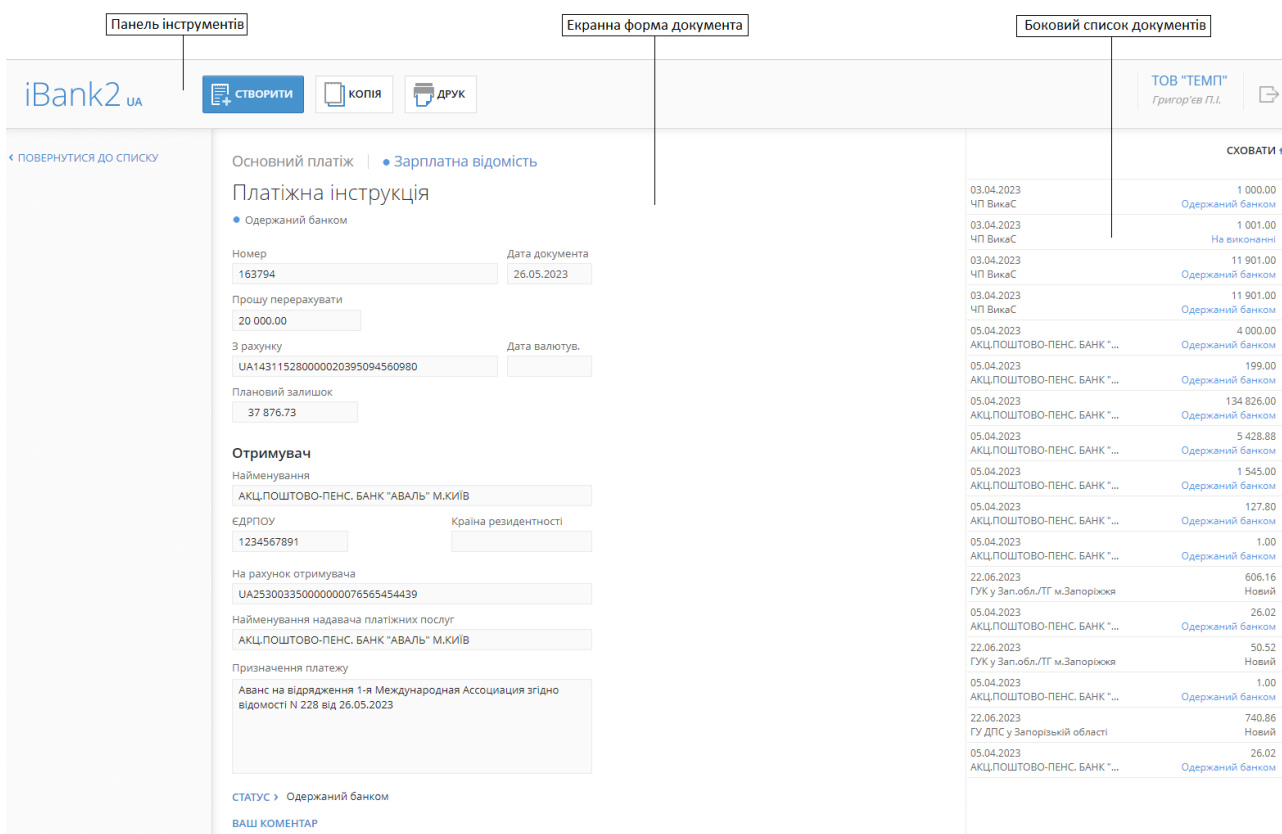 Панель інструментів
Екранна форма документа
Боковий список документів
iBank2 UA
СТВОРИТИ
КОПІЯ
ДРУК
ТОВ "ТЕМП"
Григор'єв П.І.
ПОВЕРНУТИСЯ ДО СПИСКУ
Основний платіж
Зарплатна відомість
Платіжна інструкція
Одержаний банком
Номер
Дата документа
163794
26.05.2023
Прошу перерахувати
20 000.00
З рахунку
Дата валютув.
UA143115280000020395094560980
Плановий залишок
37 876.73
Отримувач
Найменування
АКЦ.ПОШТОВО-ПЕНС. БАНК "АВАЛЬ" М.КИЇВ
ЄДРПОУ
Країна резидентності
1234567891
На рахунок отримувача
UA253003350000000076565454439
Найменування надавача платіжних послуг
АКЦ.ПОШТОВО-ПЕНС. БАНК "АВАЛЬ" М.КИЇВ
Призначення платежу
Аванс на відрядження 1-я Международная Ассоциация згідно
відомості N 228 від 26.05.2023
СТАТУС > Одержаний банком
ВАШ КОМЕНТАР
СХОВАТИ
03.04.2023 1 000.00
ЧП ВикаС Одержаний банком
03.04.2023 1 001.00
ЧП ВикаС На виконанні
03.04.2023 11 901.00
ЧП ВикаС Одержаний банком
03.04.2023 11 901.00
ЧП ВикаС Одержаний банком
05.04.2023 4 000.00
АКЦ.ПОШТОВО-ПЕНС. БАНК "... Одержаний банком
05.04.2023 199.00
АКЦ.ПОШТОВО-ПЕНС. БАНК "... Одержаний банком
05.04.2023 134 826.00
АКЦ.ПОШТОВО-ПЕНС. БАНК "... Одержаний банком
05.04.2023 5 428.88
АКЦ.ПОШТОВО-ПЕНС. БАНК "... Одержаний банком
05.04.2023 1 545.00
АКЦ.ПОШТОВО-ПЕНС. БАНК "... Одержаний банком
05.04.2023 127.80
АКЦ.ПОШТОВО-ПЕНС. БАНК "... Одержаний банком
05.04.2023 1.00
АКЦ.ПОШТОВО-ПЕНС. БАНК "... Одержаний банком
22.06.2023 606.16
ГУК у Зап.обл./ТГ м.Запоріжжя Новий
05.04.2023 26.02
АКЦ.ПОШТОВО-ПЕНС. БАНК "... Одержаний банком
22.06.2023 50.52
ГУК у Зап.обл./ТГ м.Запоріжжя Новий
05.04.2023 1.00
АКЦ.ПОШТОВО-ПЕНС. БАНК "... Одержаний банком
22.06.2023 740.86
ГУ ДПС у Запорізькій області Новий
05.04.2023 26.02
АКЦ.ПОШТОВО-ПЕНС. БАНК "... Одержаний банком